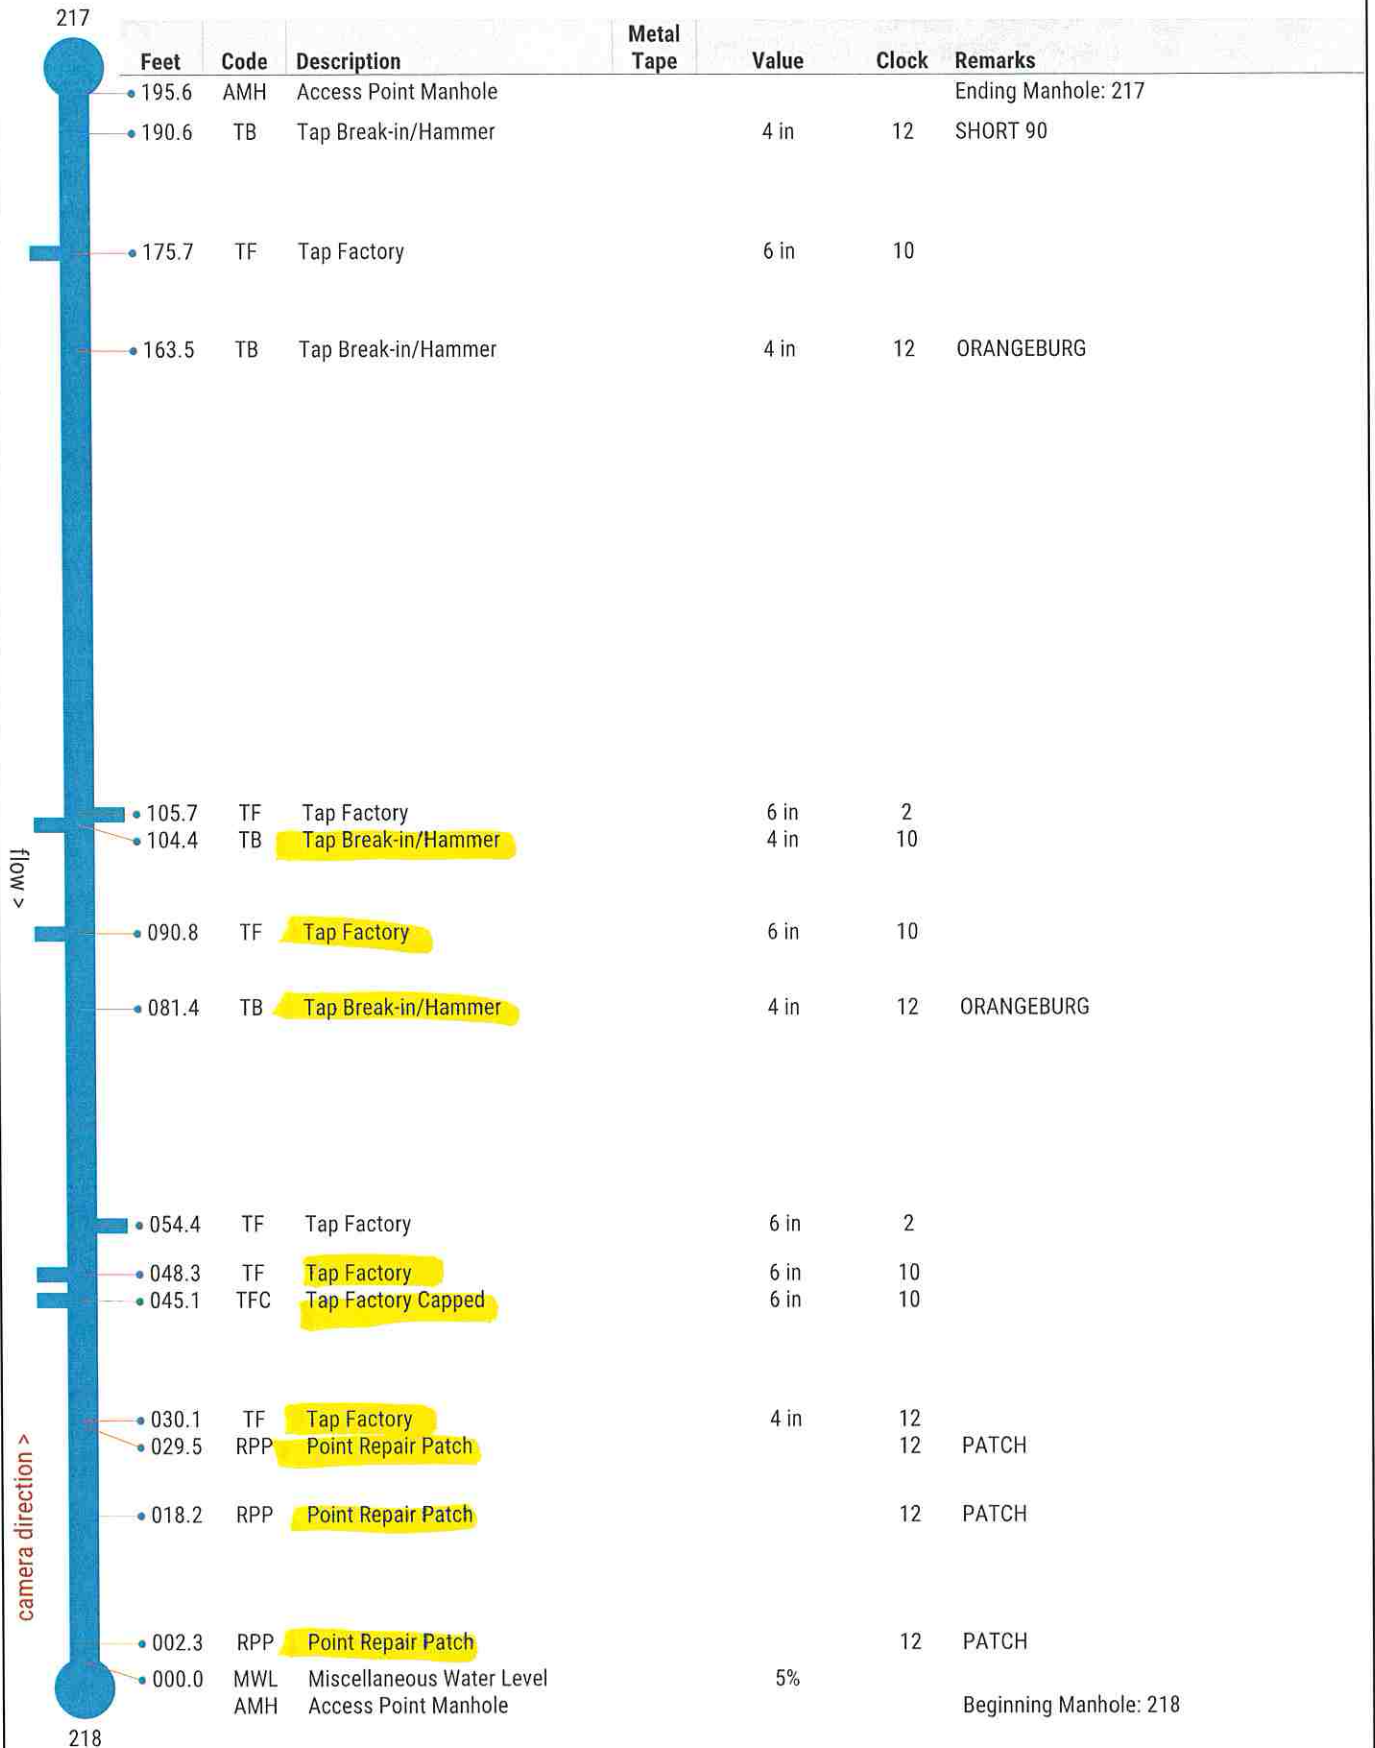 217
Metal
Feet Code Description Tape Value Clock Remarks
195.6 AMH Access Point Manhole Ending Manhole: 217
190.6 TB Tap Break-in/Hammer 4 in 12 SHORT 90
175.7 TF Tap Factory 6 in 10
163.5 TB Tap Break-in/Hammer 4 in 12 ORANGEBURG
105.7 TF Tap Factory 6 in 2
104.4 TB Tap Break-in/Hammer 4 in 10
flow >
090.8 TF Tap Factory 6 in 10
081.4 TB Tap Break-in/Hammer 4 in 12 ORANGEBURG
054.4 TF Tap Factory 6 in 2
048.3 TF Tap Factory 6 in 10
045.1 TFC Tap Factory Capped 6 in 10
030.1 TF Tap Factory 4 in 12
029.5 RPP Point Repair Patch 12 PATCH
camera direction >
018.2 RPP Point Repair Patch 12 PATCH
002.3 RPP Point Repair Patch 12 PATCH
000.0 MWL Miscellaneous Water Level 5%
AMH Access Point Manhole Beginning Manhole: 218
218